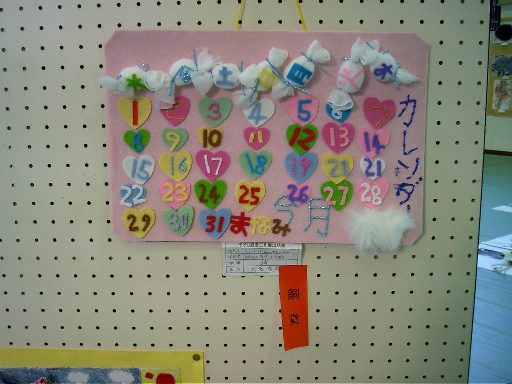 木 土 日 月 火 水
1 2 3 4 5 6 7
8 9 10 11 12 13 14
15 16 17 18 19 20 21
22 23 24 25 26 27 28
29 30 31 まなみ 今月
カレンダー
銅賞